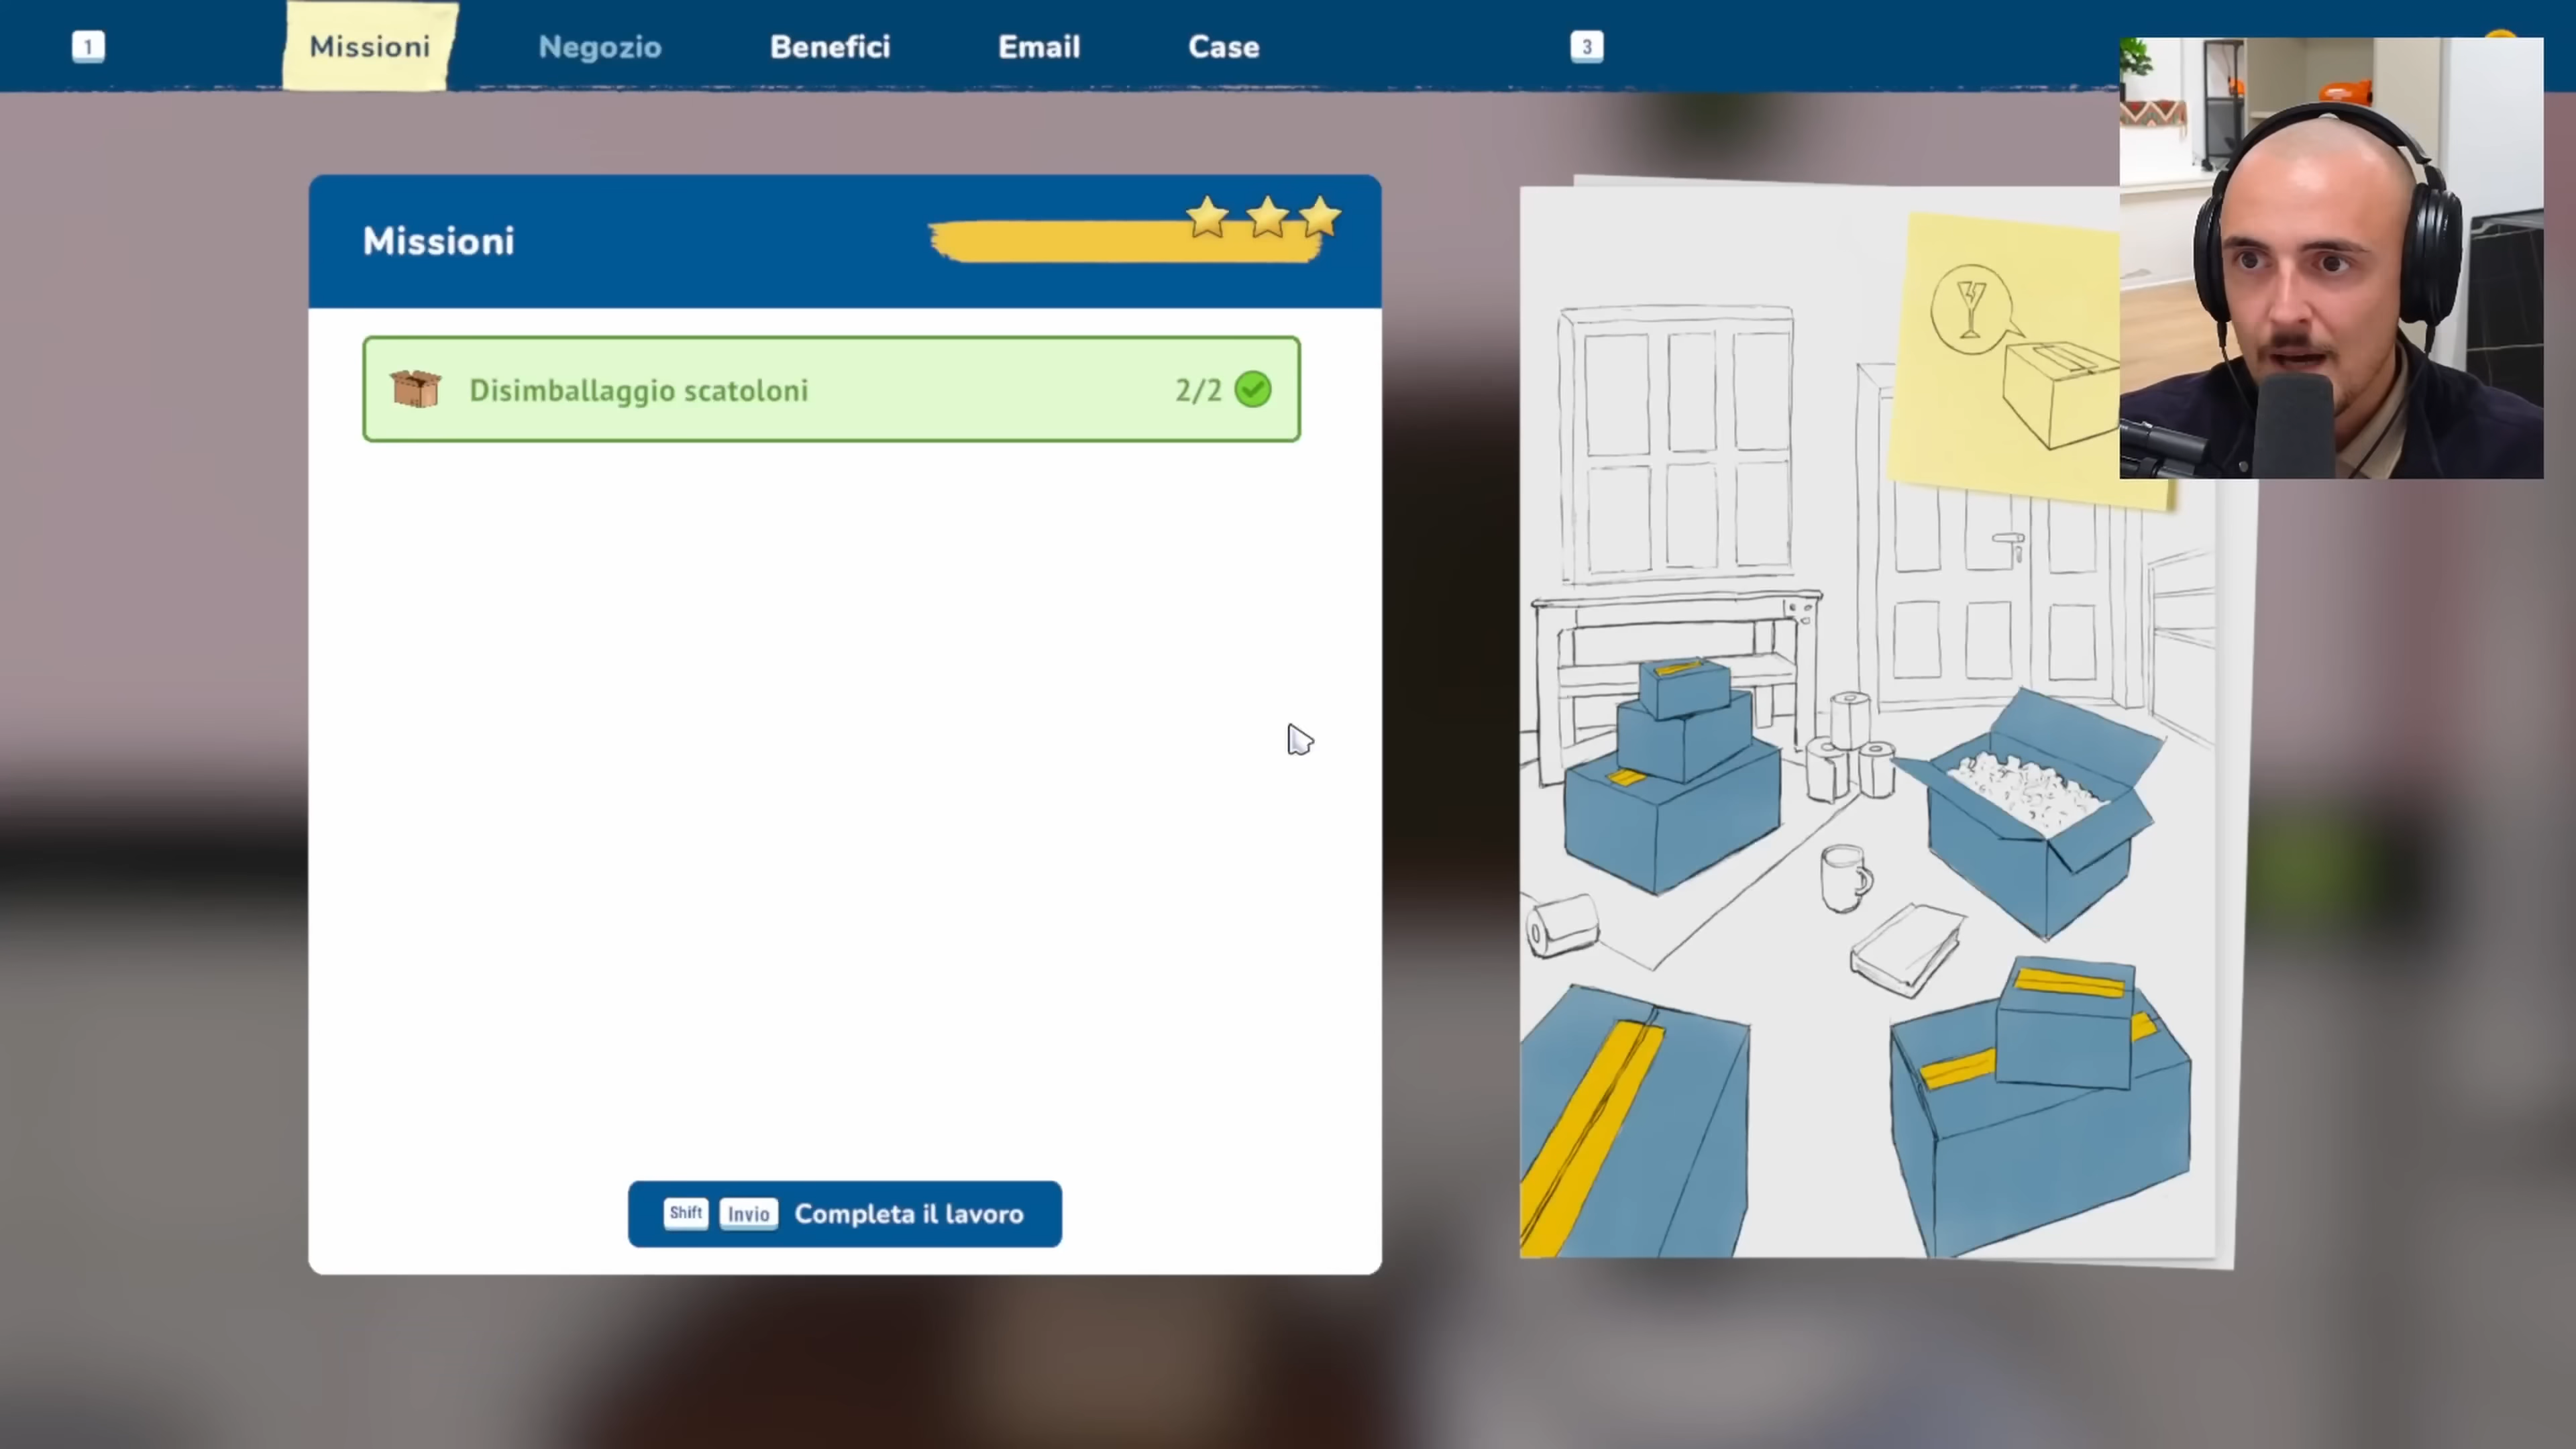 1
Missioni
Negozio
Benefici
Email
Case
3
Missioni
Disimballaggio scatoloni
2/2
Shift Invio Completa il lavoro